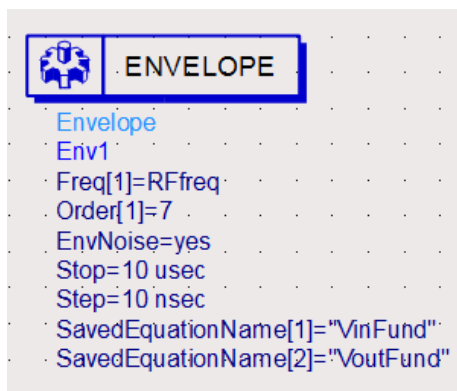 ENVELOPE
Envelope
Env1
Freq[1]=RFfreq
Order[1]=7
EnvNoise=yes
Stop=10 usec
Step=10 nsec
SavedEquationName[1]="VinFund"
SavedEquationName[2]="VoutFund"